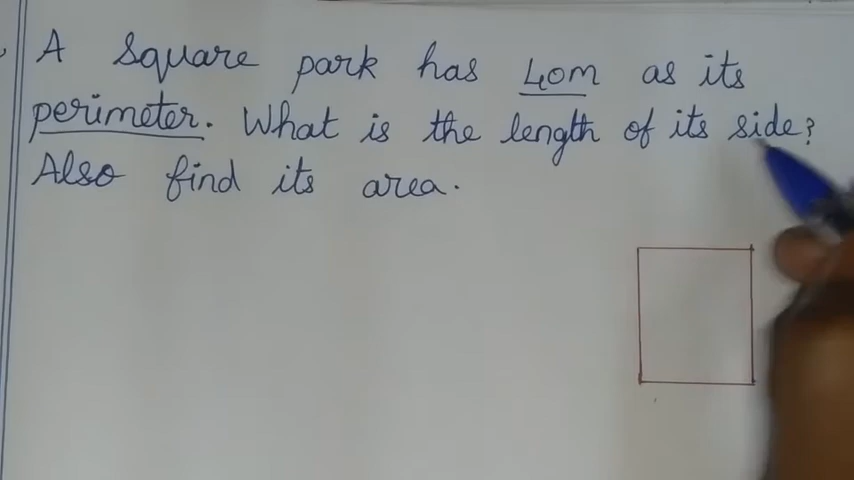 A square park has 40m as its
perimeter. What is the length of its side?
Also find its area.